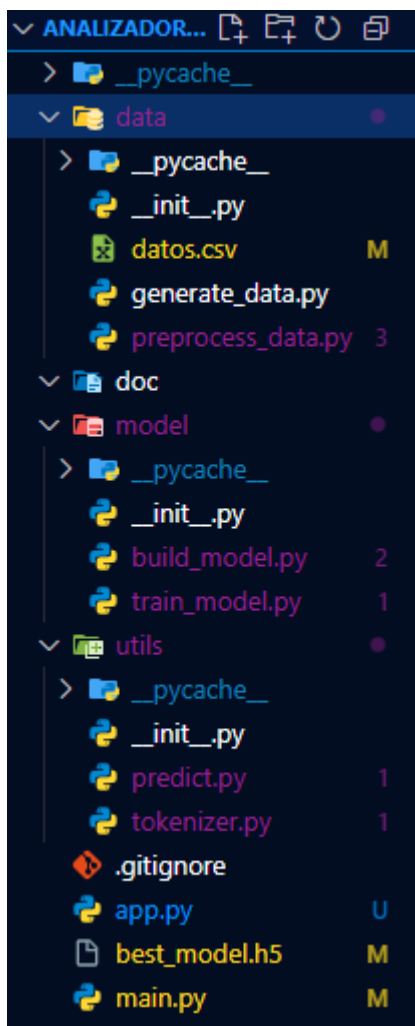 ANALIZADOR...
__pycache__
data
__pycache__
__init__.py
datos.csv M
generate_data.py
preprocess_data.py 3
doc
model
__pycache__
__init__.py
build_model.py 2
train_model.py 1
utils
__pycache__
__init__.py
predict.py 1
tokenizer.py 1
.gitignore
app.py U
best_model.h5 M
main.py M